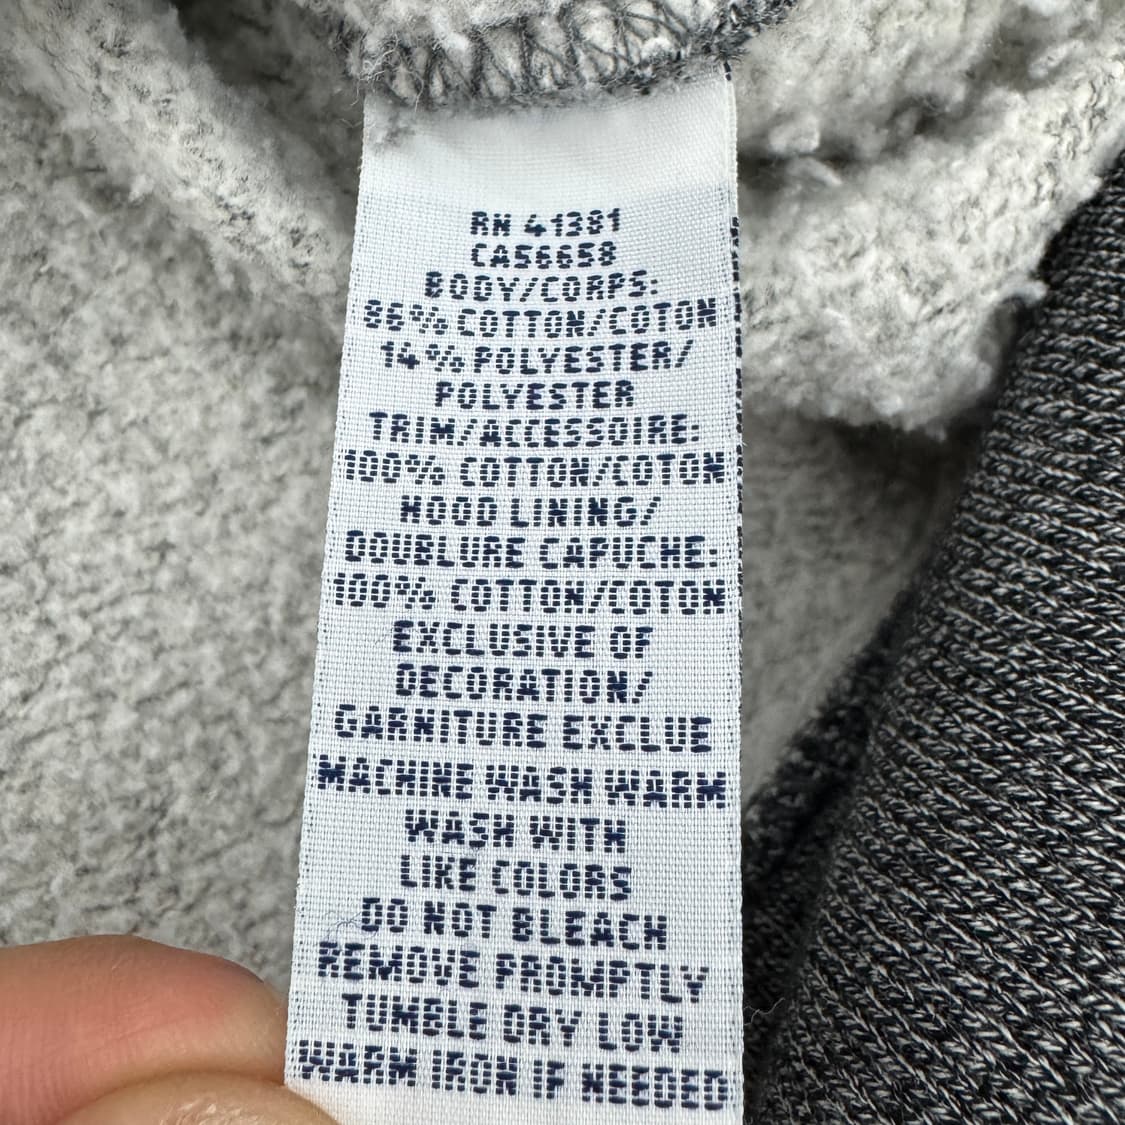 RN 41381
CA56658
BODY/CORPS:
86% COTTON/COTON
14% POLYESTER/
POLYESTER
TRIM/ACCESSOIRE:
100% COTTON/COTON
HOOD LINING/
DOUBLURE CAPUCHE:
100% COTTON/COTON
EXCLUSIVE OF
DECORATION/
GARNITURE EXCLUE
MACHINE WASH WARM
WASH WITH
LIKE COLORS
DO NOT BLEACH
REMOVE PROMPTLY
TUMBLE DRY LOW
WARM IRON IF NEEDED